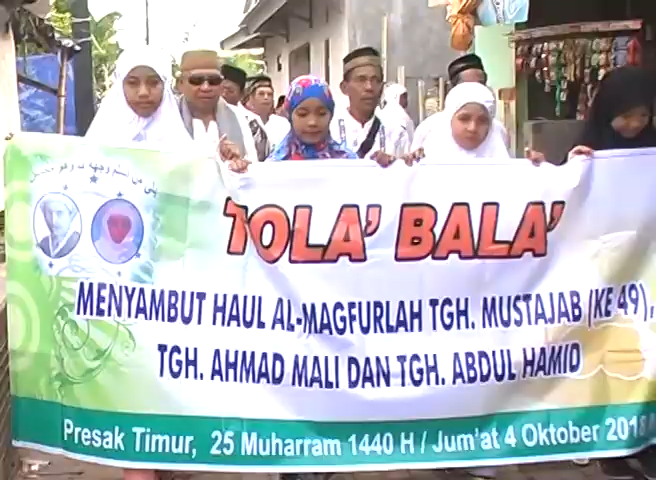 TOLA' BALA'
MENYAMBUT HAUL AL-MAGFURLAH TGH. MUSTAJAB (KE 49),
TGH. AHMAD MALI DAN TGH. ABDUL HAMID
Presak Timur, 25 MUHARRAM 1440 H / Jum'at 4 Oktober 2018